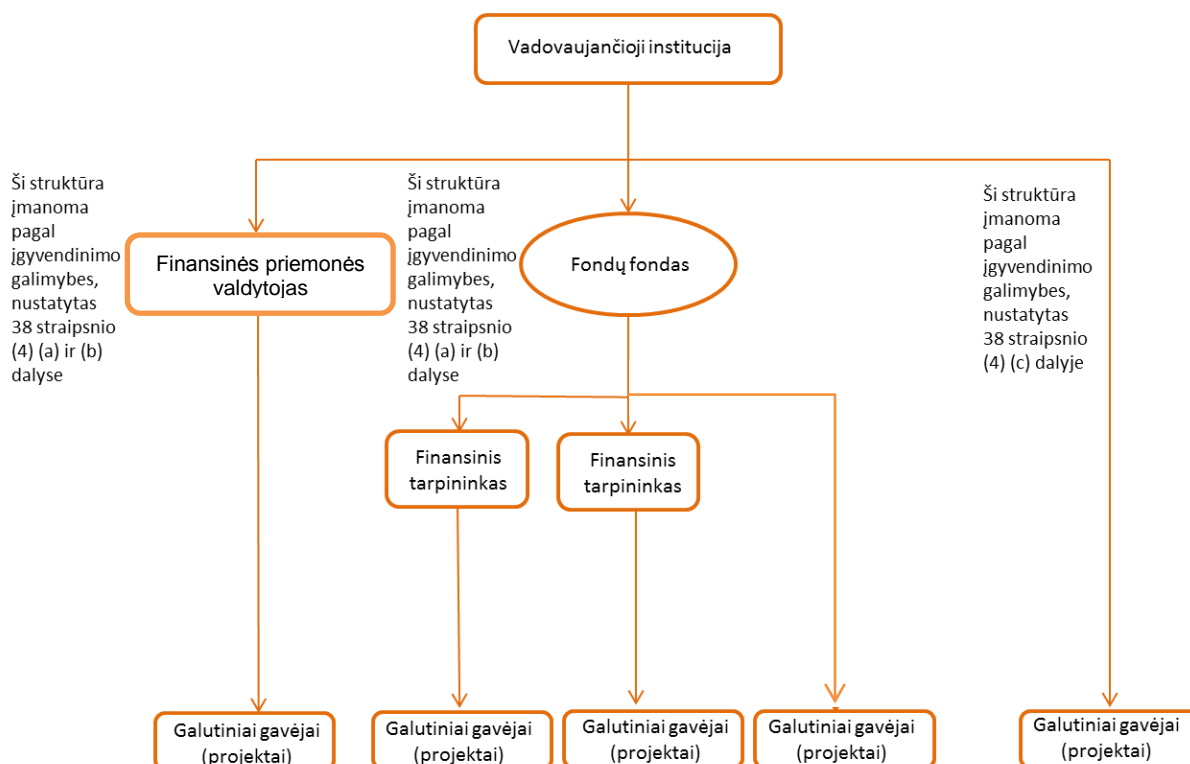 Vadovaujančioji institucija
Ši struktūra
įmanoma
pagal
įgyvendinimo
galimybes,
nustatytas
38 straipsnio
(4) (a) ir (b)
dalyse
Finansinės priemonės
valdytojas
Ši struktūra
įmanoma
pagal
įgyvendinimo
galimybes,
nustatytas
38 straipsnio
(4) (a) ir (b)
dalyse
Fondų fondas
Ši struktūra
įmanoma
pagal
įgyvendinimo
galimybes,
nustatytas
38 straipsnio
(4) (c) dalyje
Finansinis
tarpininkas
Finansinis
tarpininkas
Galutiniai gavėjai
(projektai)
Galutiniai gavėjai
(projektai)
Galutiniai gavėjai
(projektai)
Galutiniai gavėjai
(projektai)
Galutiniai gavėjai
(projektai)